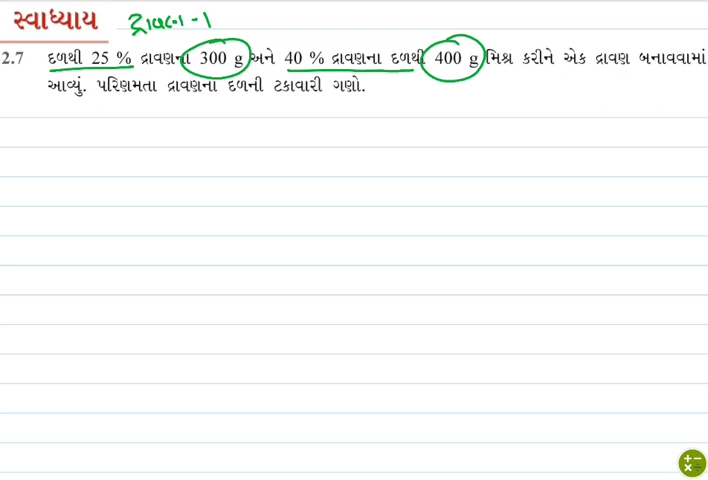 સ્વાધ્યાય દ્રાવણ-૧
2.7 દળથી 25 % દ્રાવણના 300 g અને 40 % દ્રાવણના દળથી 400 g મિશ્ર કરીને એક દ્રાવણ બનાવવામાં
આવ્યું. પરિણમતા દ્રાવણના દળની ટકાવારી ગણો.